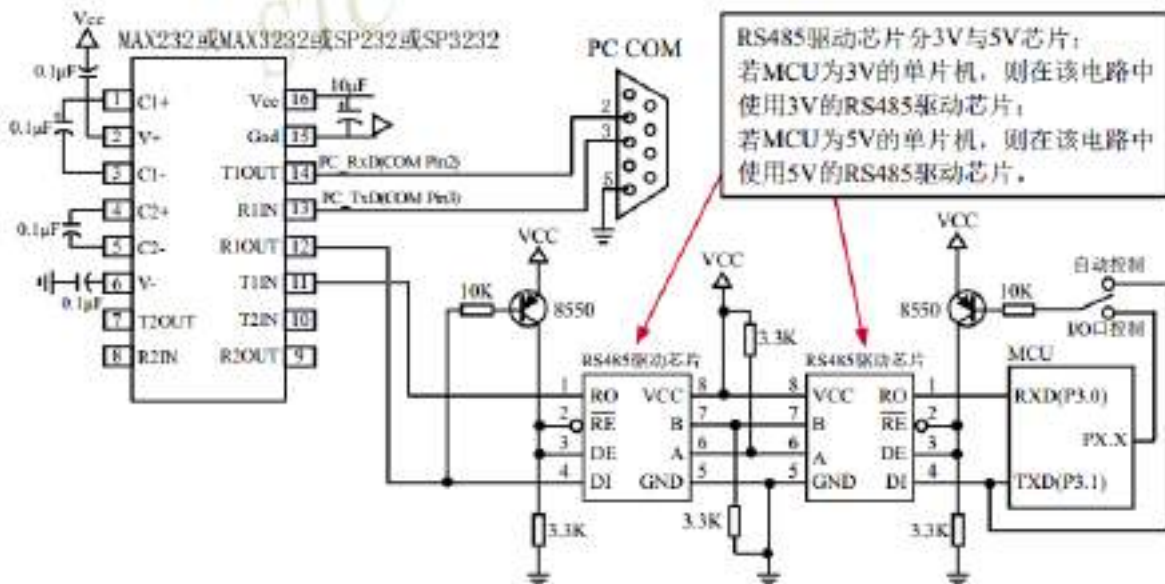 STC
Vcc
MAX232或MAX3232或SP232或SP3232
0.1μF
0.1μF
0.1μF
0.1μF
1 C1+
2 V+
3 C1-
4 C2+
5 C2-
6 V-
7 T2OUT
8 R2IN
Vcc 16
Gnd 15
T1OUT 14
R1IN 13
R1OUT 12
T1IN 11
T2IN 10
R2OUT 9
10μF
PC_RxD(COM Pin2)
PC_TxD(COM Pin3)
PC COM
2
3
5
RS485驱动芯片分3V与5V芯片:
若MCU为3V的单片机，则在该电路中
使用3V的RS485驱动芯片;
若MCU为5V的单片机，则在该电路中
使用5V的RS485驱动芯片。
VCC
10K
8550
3.3K
RS485驱动芯片
1 RO
2 RE
3 DE
4 DI
VCC 8
B 7
A 6
GND 5
VCC
3.3K
3.3K
RS485驱动芯片
8 VCC
7 B
6 A
5 GND
RO 1
RE 2
DE 3
DI 4
VCC
8550
10K
3.3K
自动控制
I/O口控制
MCU
RXD(P3.0)
PX.X
TXD(P3.1)